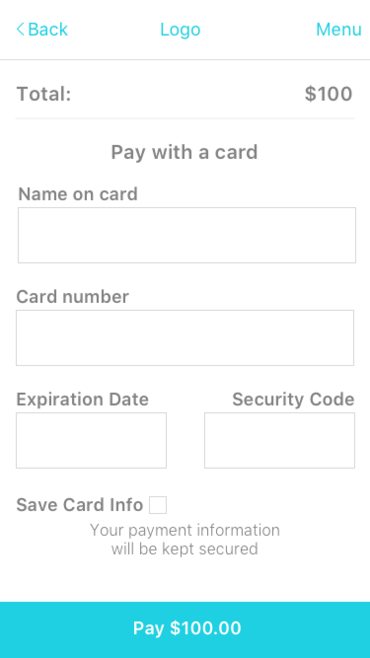 Back Logo Menu
Total: $100
Pay with a card
Name on card
Card number
Expiration Date Security Code
Save Card Info
Your payment information
will be kept secured
Pay $100.00